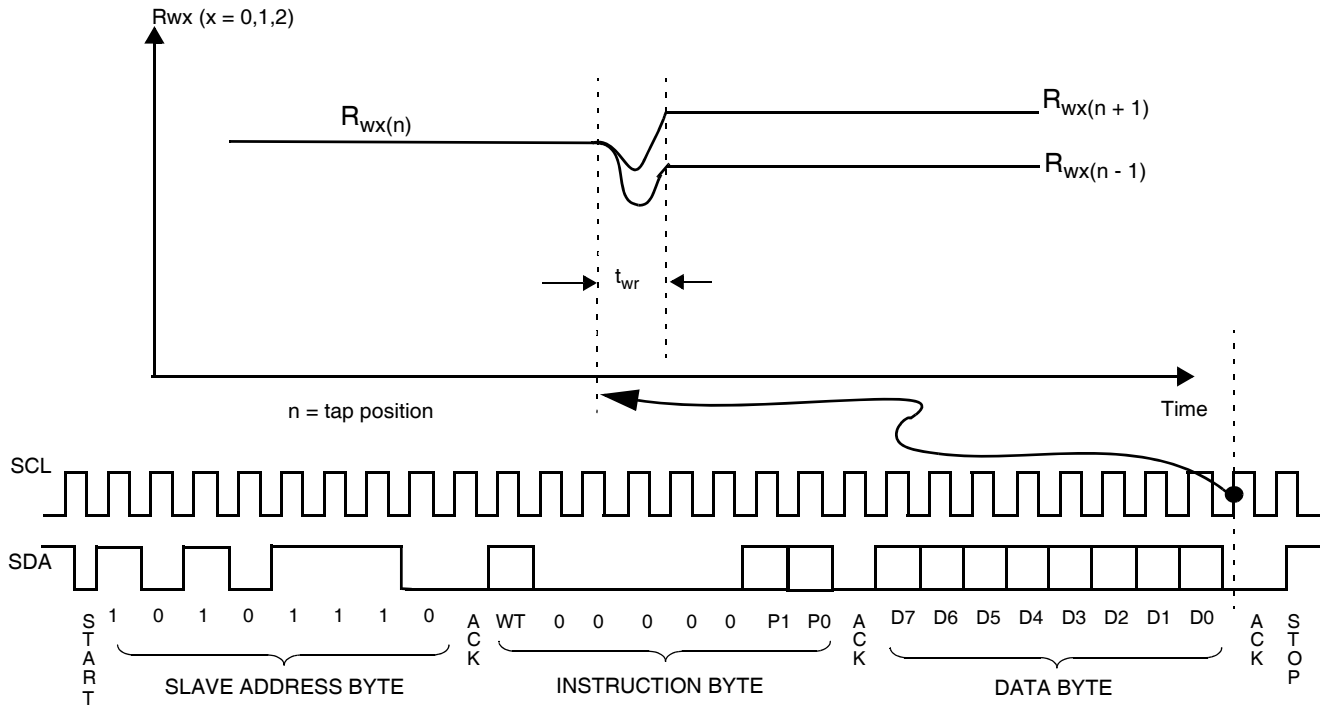 Rwx (x = 0,1,2)
Rwx(n)
Rwx(n + 1)
Rwx(n - 1)
twr
n = tap position
Time
SCL
SDA
START 1 0 1 0 1 1 1 0 ACK WT 0 0 0 0 0 P1 P0 ACK D7 D6 D5 D4 D3 D2 D1 D0 ACK STOP
SLAVE ADDRESS BYTE INSTRUCTION BYTE DATA BYTE